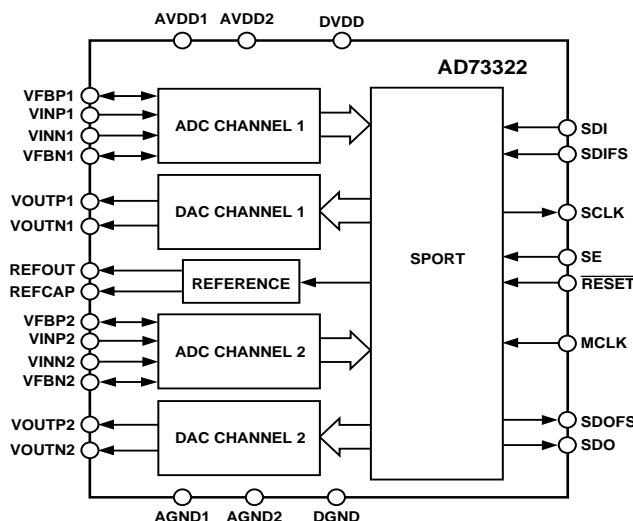 AVDD1
AVDD2
DVDD
AD73322
VFBP1
VINP1
VINN1
VFBN1
ADC CHANNEL 1
VOUTP1
VOUTN1
DAC CHANNEL 1
REFOUT
REFCAP
REFERENCE
VFBP2
VINP2
VINN2
VFBN2
ADC CHANNEL 2
VOUTP2
VOUTN2
DAC CHANNEL 2
SPORT
SDI
SDIFS
SCLK
SE
RESET
MCLK
SDOFS
SDO
AGND1
AGND2
DGND